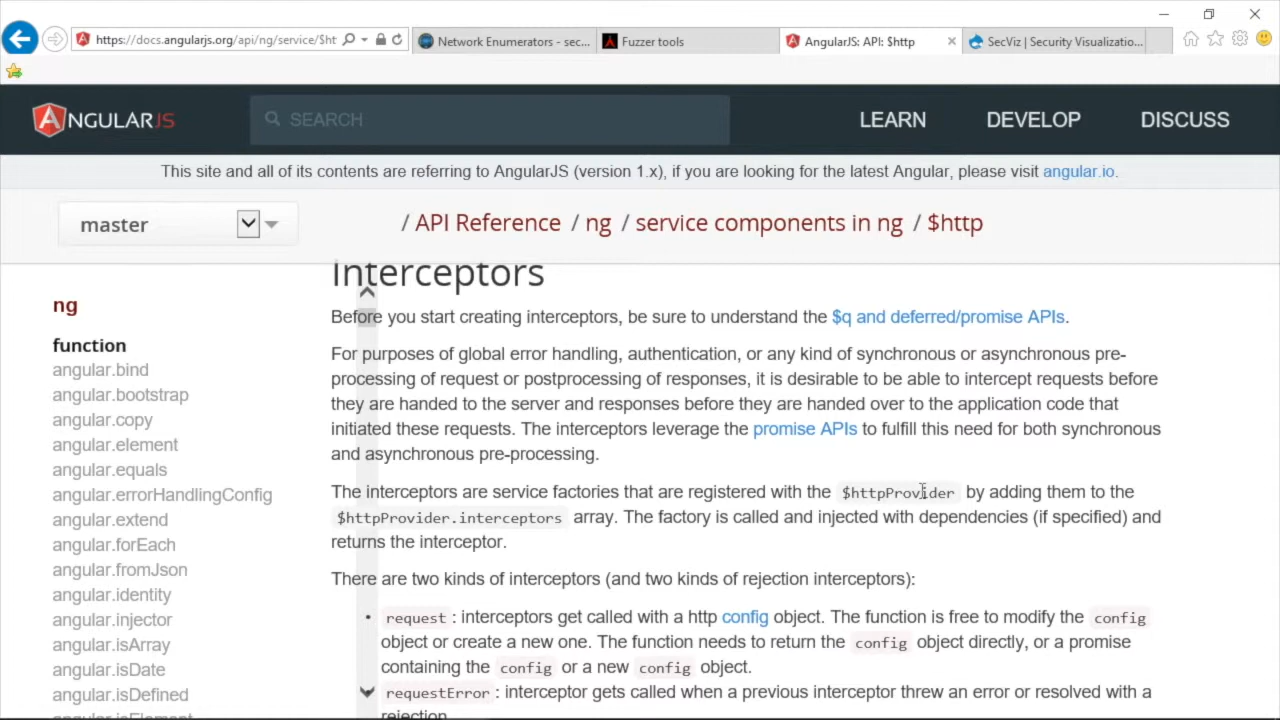 https://docs.angularjs.org/api/ng/service/$ht
Network Enumerators - sec...
Fuzzer tools
AngularJS: API: $http
SecViz | Security Visualizatio...
ANGULARJS
SEARCH
LEARN
DEVELOP
DISCUSS
This site and all of its contents are referring to AngularJS (version 1.x), if you are looking for the latest Angular, please visit angular.io.
master
/ API Reference / ng / service components in ng / $http
ng
function
angular.bind
angular.bootstrap
angular.copy
angular.element
angular.equals
angular.errorHandlingConfig
angular.extend
angular.forEach
angular.fromJson
angular.identity
angular.injector
angular.isArray
angular.isDate
angular.isDefined
angular.isElement
Interceptors
Before you start creating interceptors, be sure to understand the $q and deferred/promise APIs.
For purposes of global error handling, authentication, or any kind of synchronous or asynchronous pre-
processing of request or postprocessing of responses, it is desirable to be able to intercept requests before
they are handed to the server and responses before they are handed over to the application code that
initiated these requests. The interceptors leverage the promise APIs to fulfill this need for both synchronous
and asynchronous pre-processing.
The interceptors are service factories that are registered with the $httpProvider by adding them to the
$httpProvider.interceptors array. The factory is called and injected with dependencies (if specified) and
returns the interceptor.
There are two kinds of interceptors (and two kinds of rejection interceptors):
• request : interceptors get called with a http config object. The function is free to modify the config
object or create a new one. The function needs to return the config object directly, or a promise
containing the config or a new config object.
requestError : interceptor gets called when a previous interceptor threw an error or resolved with a
rejection.